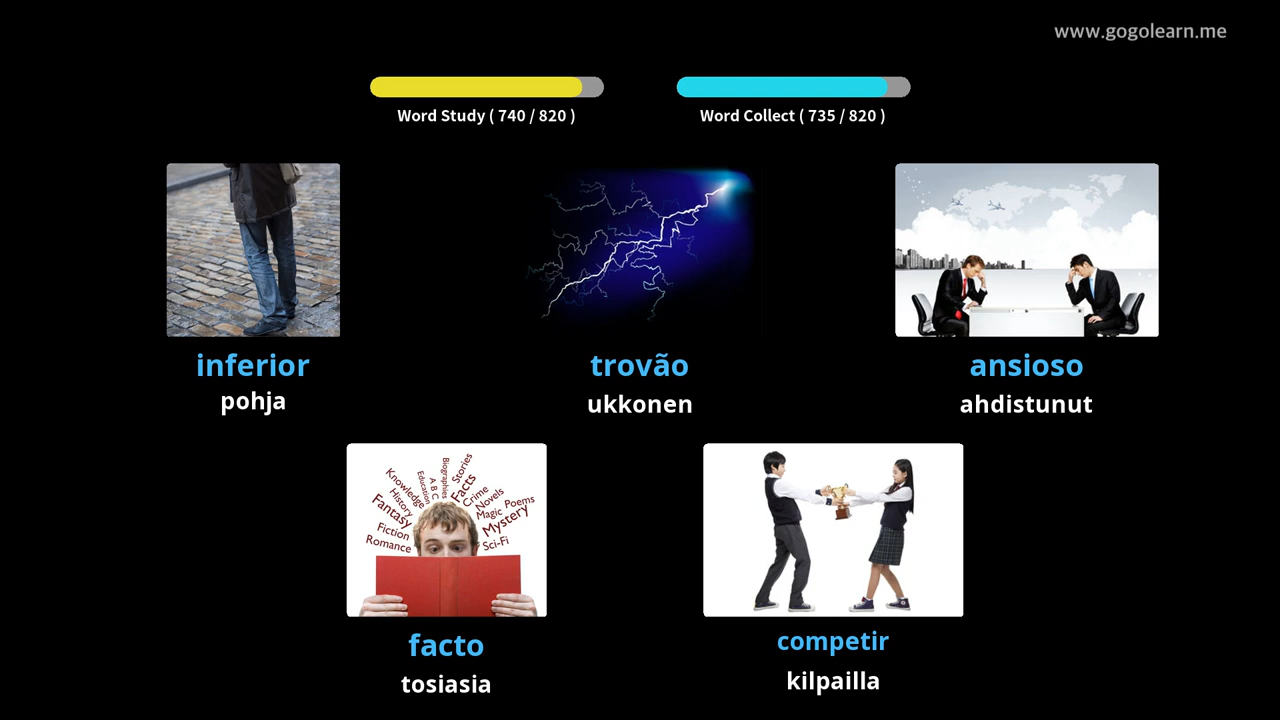 www.gogolearn.me
Word Study ( 740 / 820 )
Word Collect ( 735 / 820 )
inferior
pohja
trovão
ukkonen
ansioso
ahdistunut
Knowledge
History
Fantasy
Fiction
Romance
Education
A B C
Biographies
Stories
Facts
Crime
Novels
Magic Poems
Mystery
Sci-Fi
facto
tosiasia
competir
kilpailla